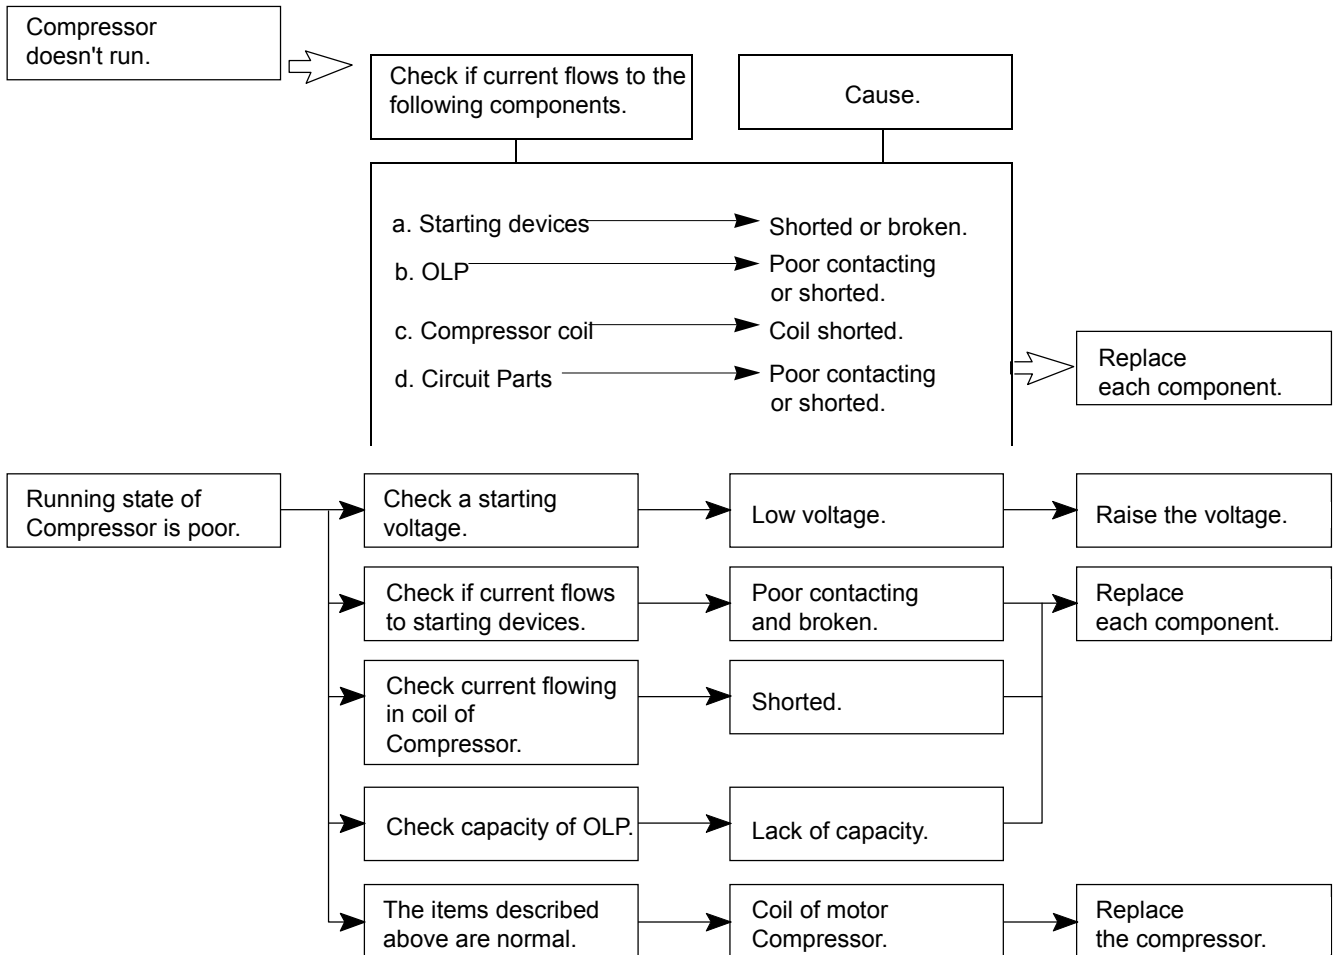 Compressor
doesn't run.
Check if current flows to the
following components.
Cause.
a. Starting devices
Shorted or broken.
b. OLP
Poor contacting
or shorted.
c. Compressor coil
Coil shorted.
d. Circuit Parts
Poor contacting
or shorted.
Replace
each component.
Running state of
Compressor is poor.
Check a starting
voltage.
Low voltage.
Raise the voltage.
Check if current flows
to starting devices.
Poor contacting
and broken.
Replace
each component.
Check current flowing
in coil of
Compressor.
Shorted.
Check capacity of OLP.
Lack of capacity.
The items described
above are normal.
Coil of motor
Compressor.
Replace
the compressor.